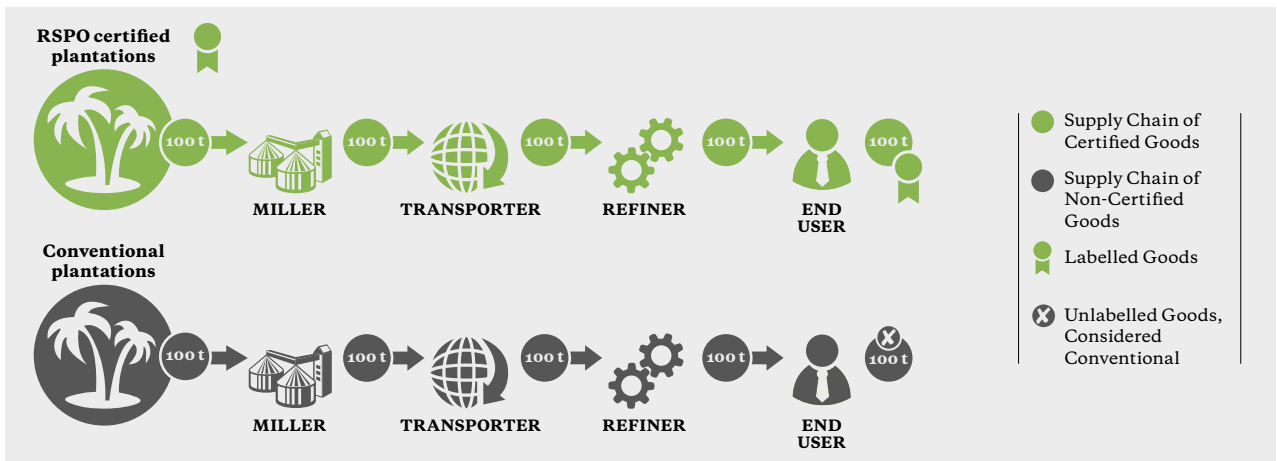 RSPO certified
plantations
100 t
100 t
100 t
100 t
100 t
MILLER
TRANSPORTER
REFINER
END
USER
Conventional
plantations
100 t
100 t
100 t
100 t
100 t
MILLER
TRANSPORTER
REFINER
END
USER
Supply Chain of
Certified Goods
Supply Chain of
Non-Certified
Goods
Labelled Goods
Unlabelled Goods,
Considered
Conventional